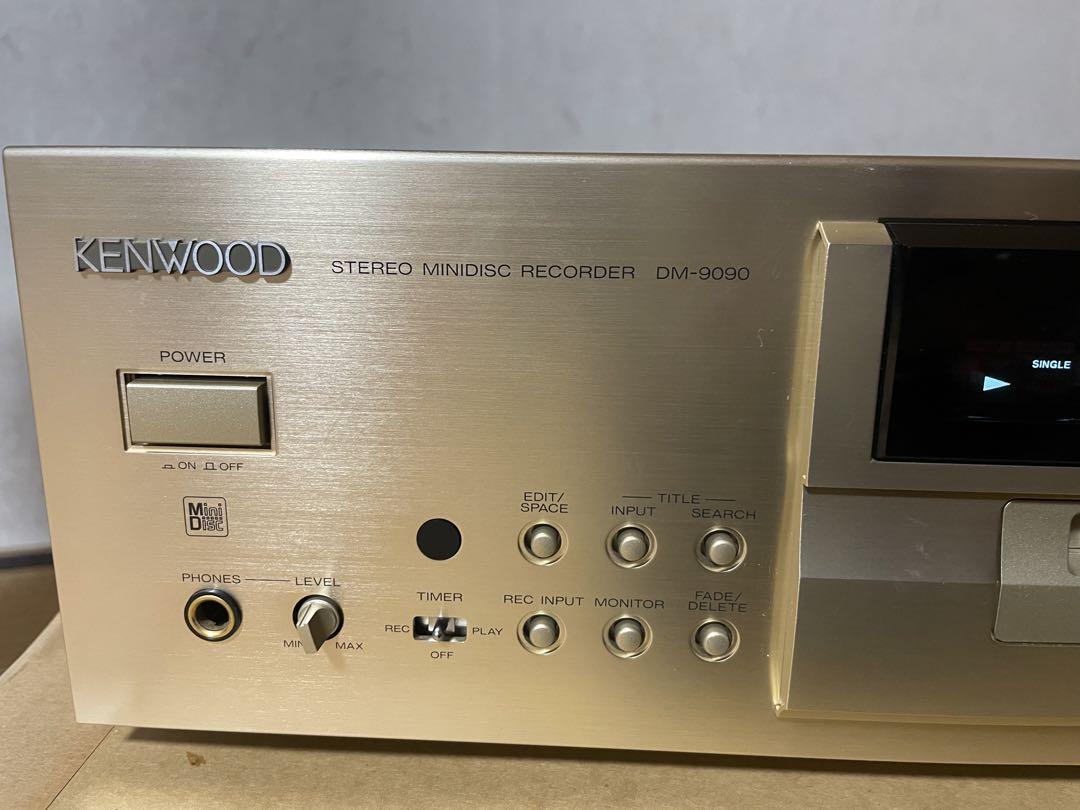 KENWOOD
STEREO MINIDISC RECORDER DM-9090
POWER
ON OFF
SINGLE
Mini
Disc
EDIT/
SPACE
TITLE
INPUT SEARCH
PHONES LEVEL
MIN MAX
TIMER
REC PLAY
OFF
REC INPUT
MONITOR
FADE/
DELETE